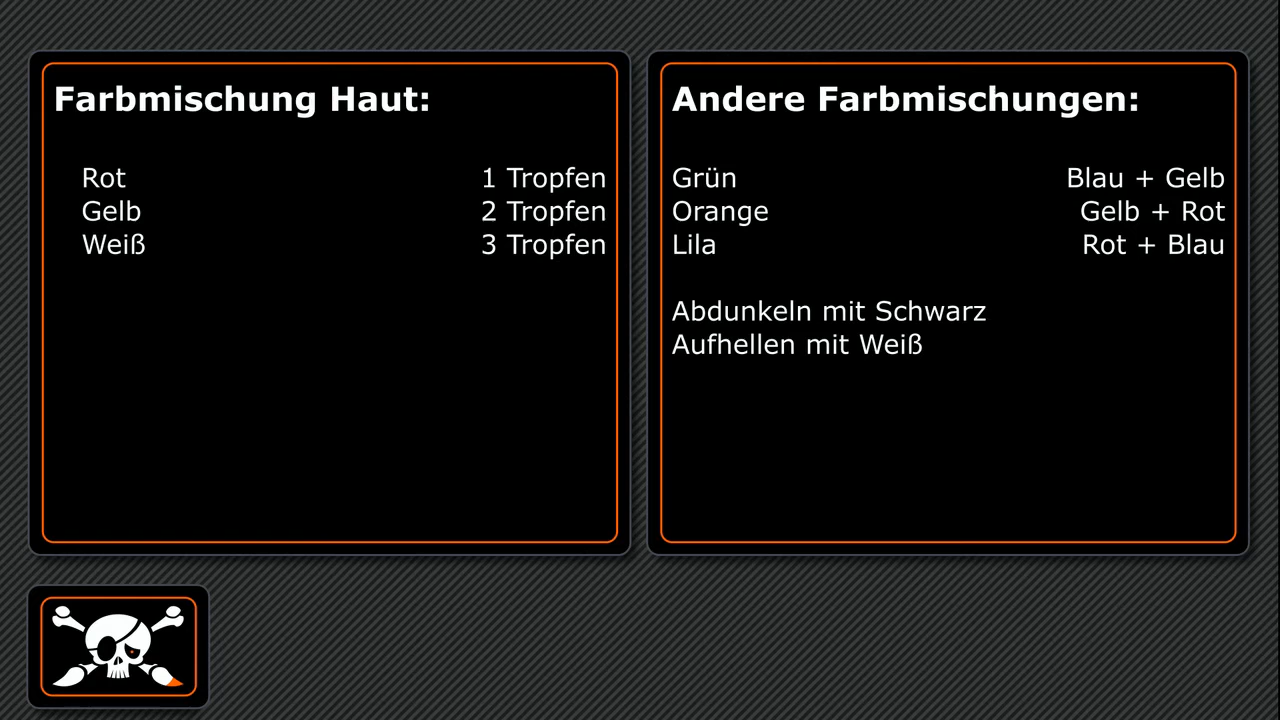 Farbmischung Haut:
Rot 1 Tropfen
Gelb 2 Tropfen
Weiß 3 Tropfen
Andere Farbmischungen:
Grün Blau + Gelb
Orange Gelb + Rot
Lila Rot + Blau
Abdunkeln mit Schwarz
Aufhellen mit Weiß